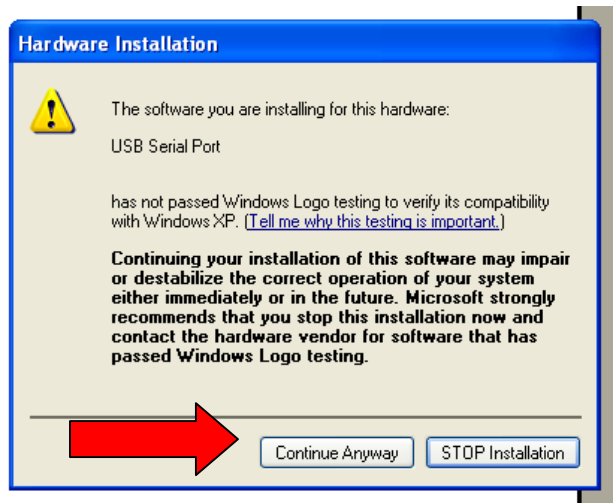 Hardware Installation
The software you are installing for this hardware:
USB Serial Port
has not passed Windows Logo testing to verify its compatibility
with Windows XP. (Tell me why this testing is important.)
Continuing your installation of this software may impair
or destabilize the correct operation of your system
either immediately or in the future. Microsoft strongly
recommends that you stop this installation now and
contact the hardware vendor for software that has
passed Windows Logo testing.
Continue Anyway
STOP Installation